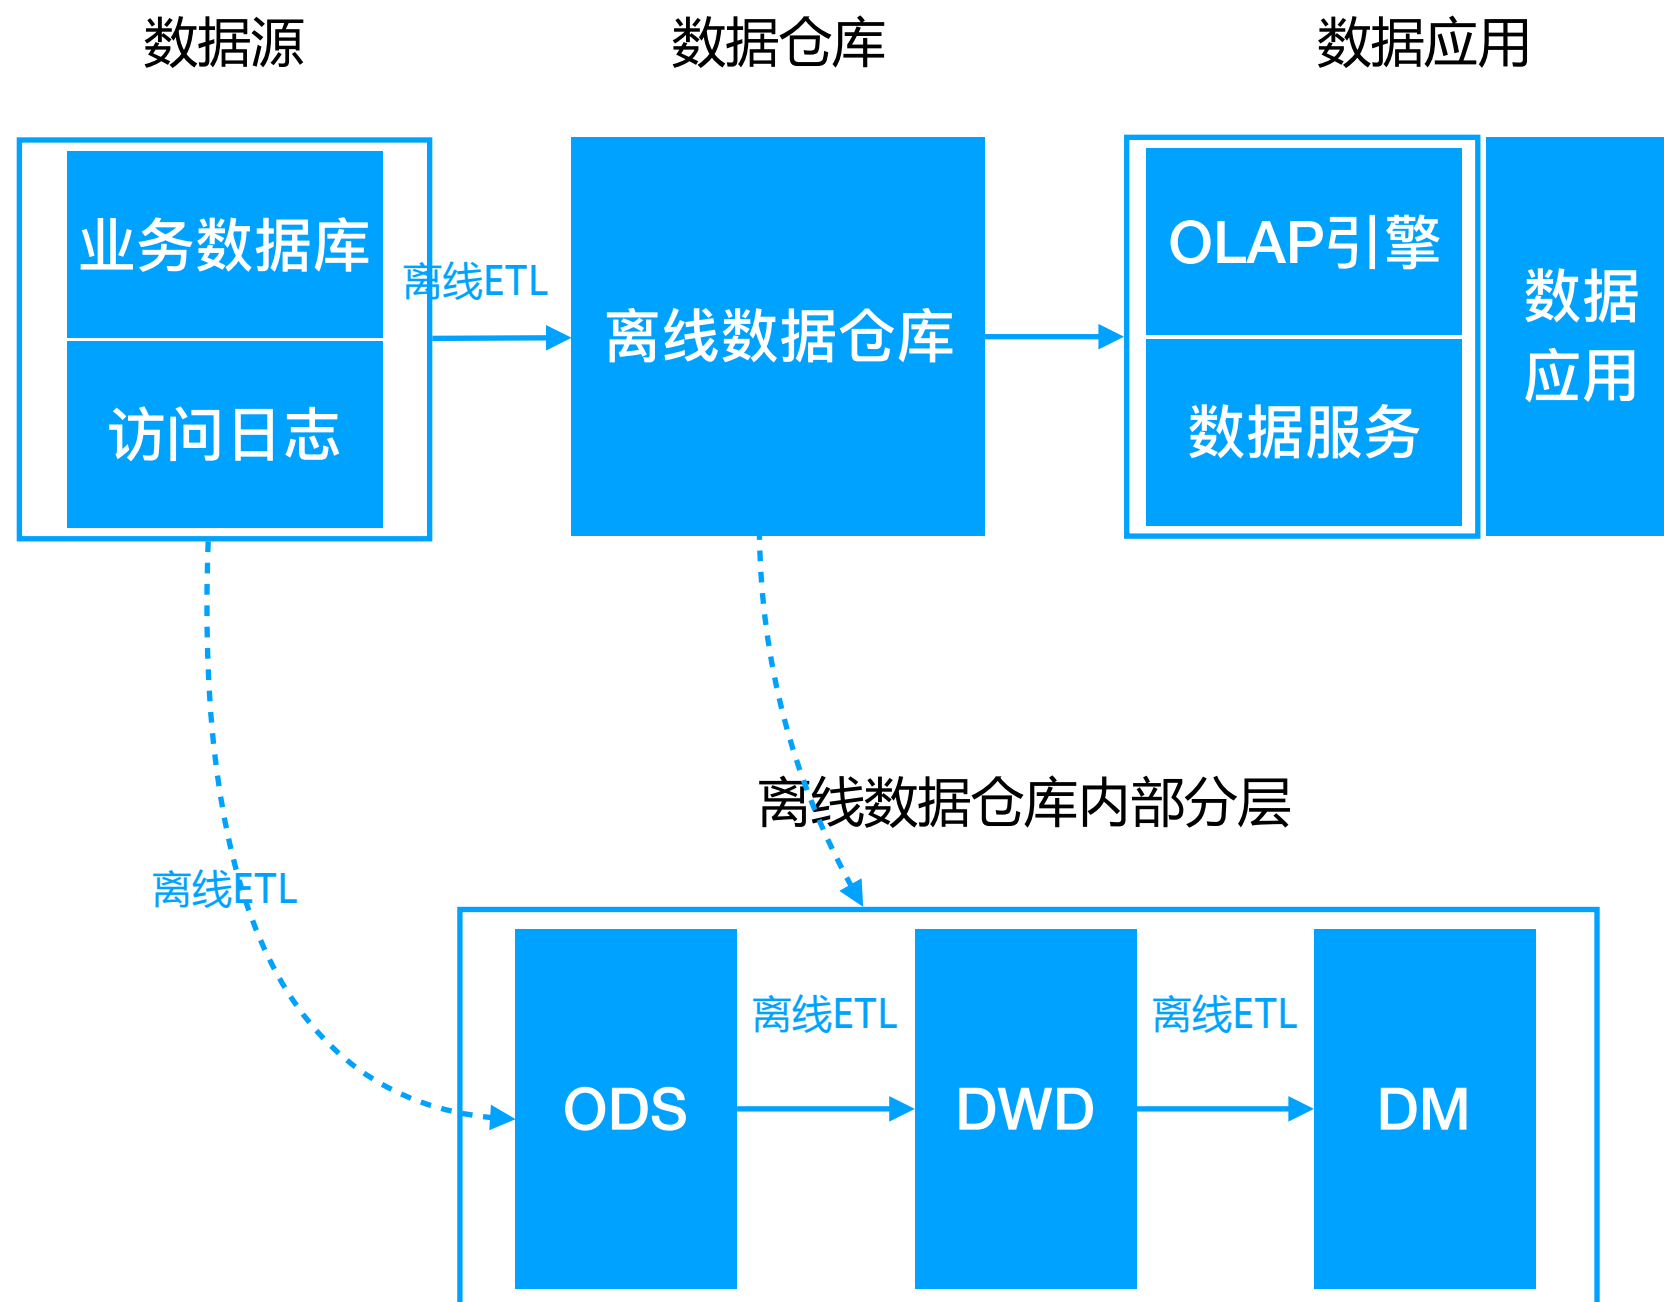 数据源
数据仓库
数据应用
业务数据库
访问日志
离线ETL
离线数据仓库
OLAP引擎
数据服务
数据
应用
离线数据仓库内部分层
离线ETL
ODS
离线ETL
DWD
离线ETL
DM